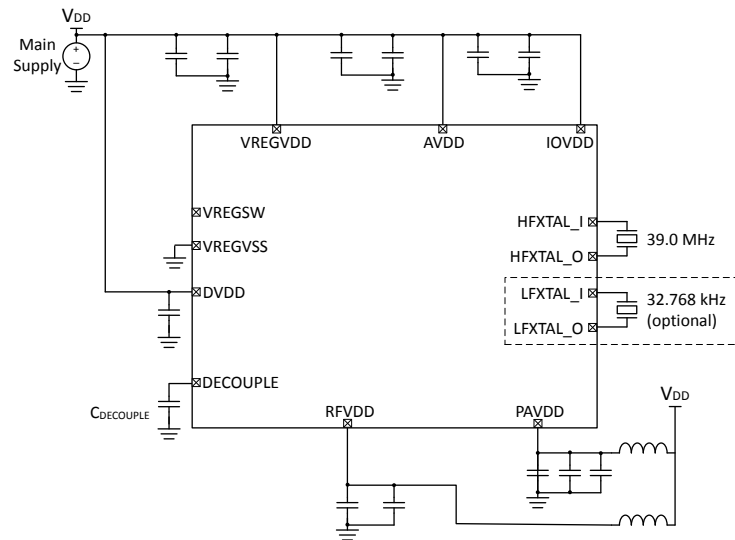 VDD
Main
Supply
+
−
VREGVDD
AVDD
IOVDD
VREGSW
HFXTAL_I
39.0 MHz
VREGVSS
HFXTAL_O
DVDD
LFXTAL_I
32.768 kHz
(optional)
LFXTAL_O
DECOUPLE
CDECOUPLE
RFVDD
PAVDD
VDD